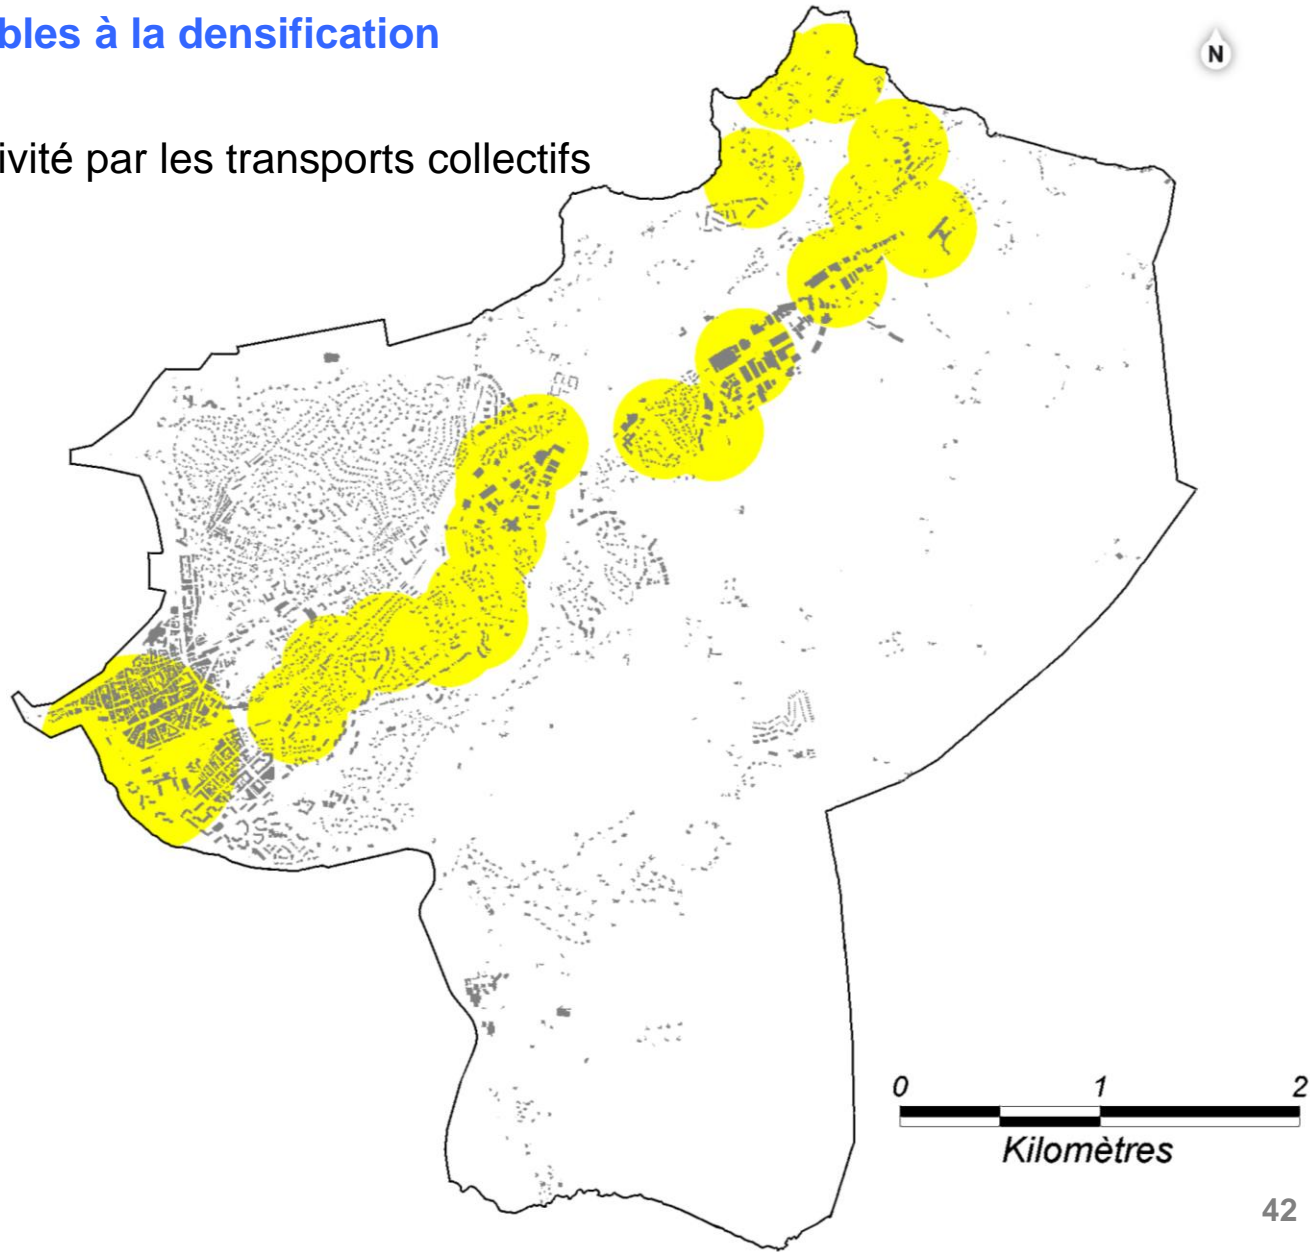 bles à la densification
N
ivité par les transports collectifs
0 1 2
Kilomètres
42